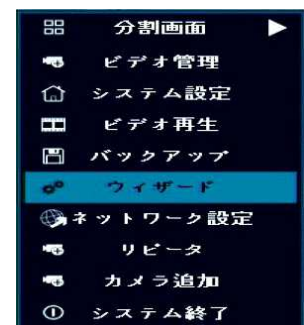 分割画面
ビデオ管理
システム設定
ビデオ再生
バックアップ
ウィザード
ネットワーク設定
リピータ
カメラ追加
システム終了